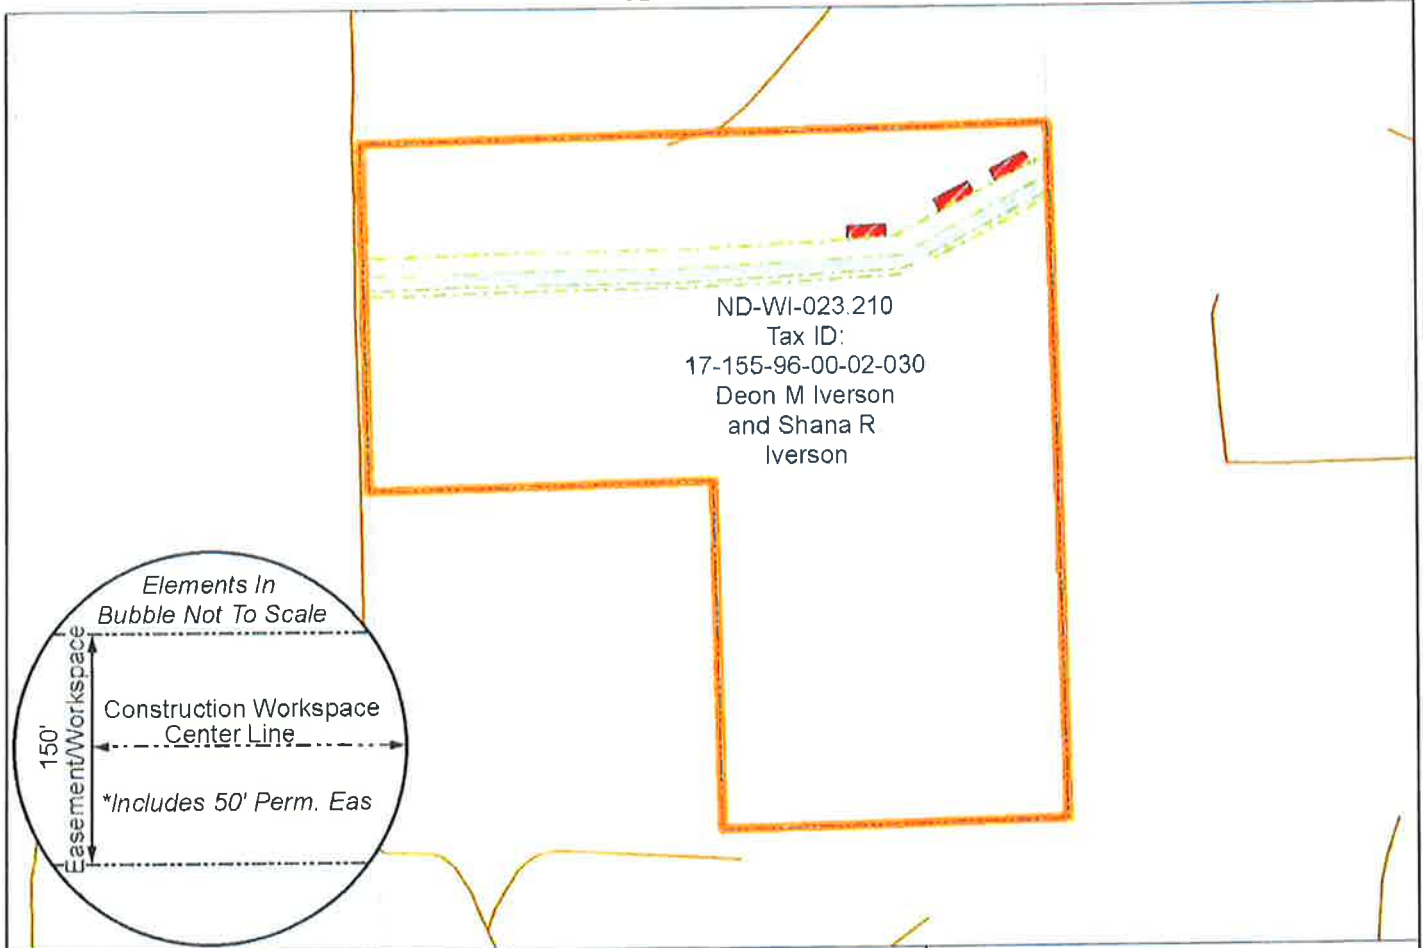 ND-WI-023.210
Tax ID:
17-155-96-00-02-030
Deon M Iverson
and Shana R
Iverson
Elements In
Bubble Not To Scale
150'
Easement/Workspace
Construction Workspace
Center Line
*Includes 50' Perm. Eas